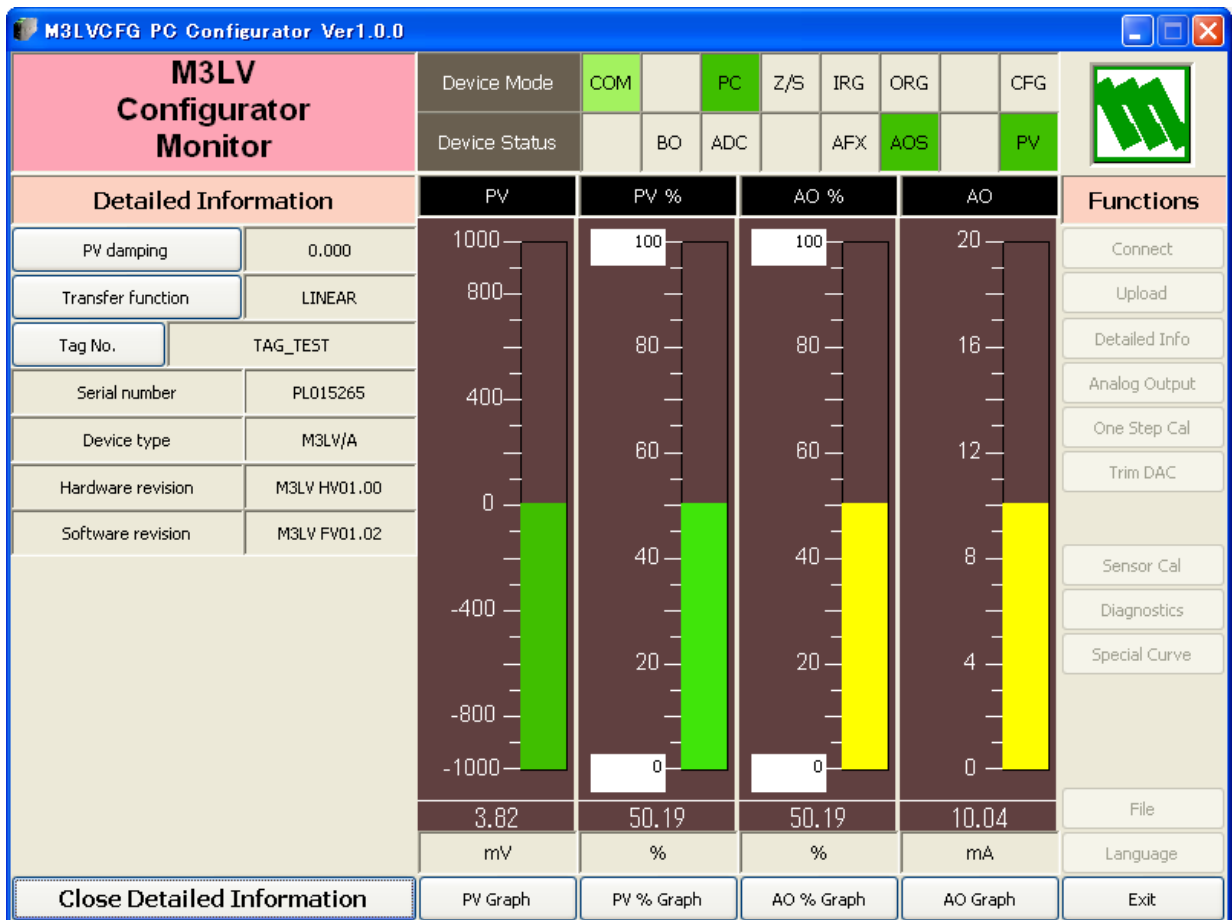 M3LVCFG PC Configurator Ver1.0.0
M3LV
Configurator
Monitor
Device Mode
COM
PC
Z/S
IRG
ORG
CFG
Device Status
BO
ADC
AFX
AOS
PV
Detailed Information
PV damping
0.000
Transfer function
LINEAR
Tag No.
TAG_TEST
Serial number
PL015265
Device type
M3LV/A
Hardware revision
M3LV HV01.00
Software revision
M3LV FV01.02
Close Detailed Information
PV
1000
800
400
0
-400
-800
-1000
3.82
mV
PV Graph
PV %
100
80
60
40
20
0
50.19
%
PV % Graph
AO %
100
80
60
40
20
0
50.19
%
AO % Graph
AO
20
16
12
8
4
0
10.04
mA
AO Graph
Functions
Connect
Upload
Detailed Info
Analog Output
One Step Cal
Trim DAC
Sensor Cal
Diagnostics
Special Curve
File
Language
Exit